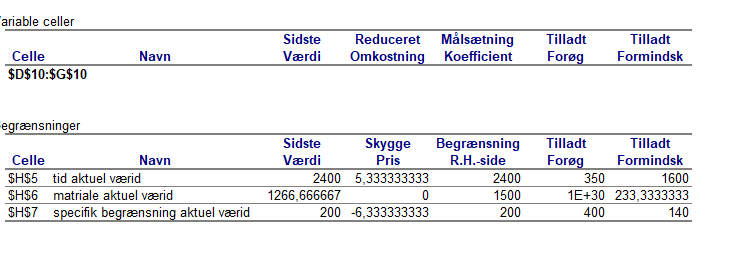 ariable celler
Sidste Reduceret Målsætning Tilladt Tilladt
Celle Navn Værdi Omkostning Koefficient Forøg Formindsk
$D$10:$G$10
egrænsninger
Sidste Skygge Begrænsning Tilladt Tilladt
Celle Navn Værdi Pris R.H.-side Forøg Formindsk
$H$5 tid aktuel værid 2400 5,333333333 2400 350 1600
$H$6 matriale aktuel værid 1266,666667 0 1500 1E+30 233,3333333
$H$7 specifik begrænsning aktuel værid 200 -6,333333333 200 400 140